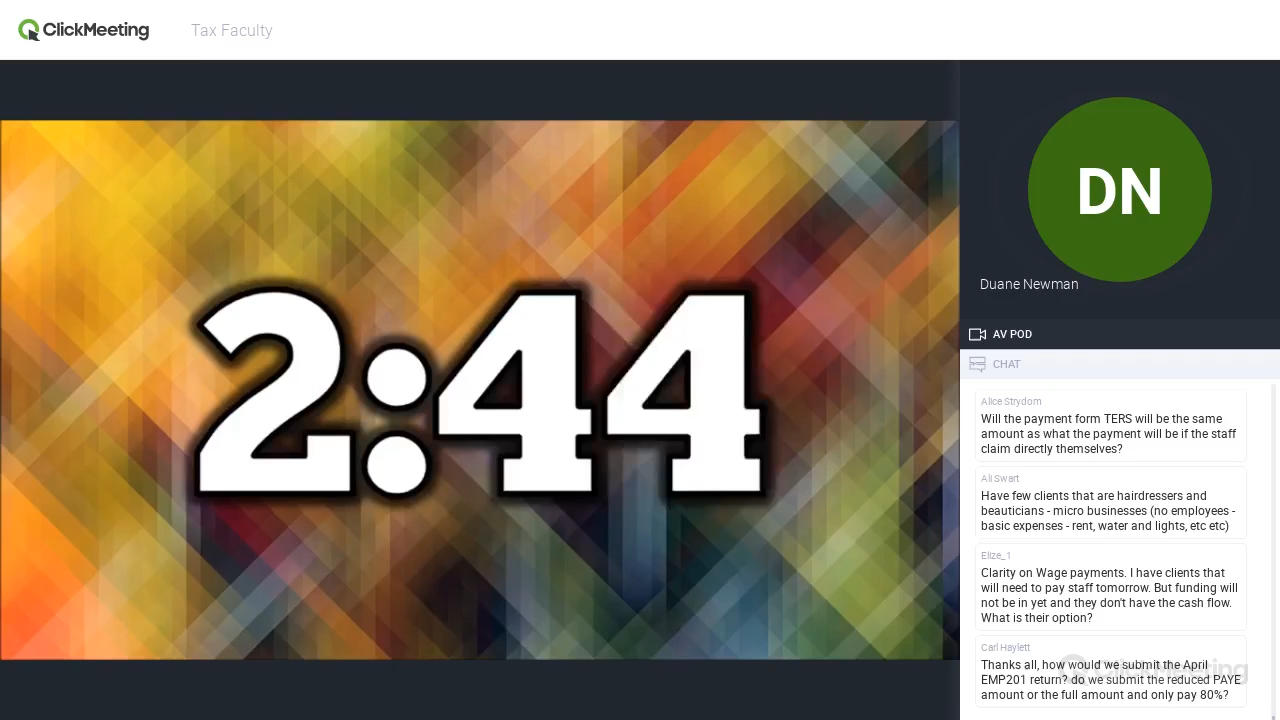 ClickMeeting
Tax Faculty
2:44
DN
Duane Newman
AV POD
CHAT
Alice Strydom
Will the payment form TERS will be the same
amount as what the payment will be if the staff
claim directly themselves?
Ali Swart
Have few clients that are hairdressers and
beauticians - micro businesses (no employees -
basic expenses - rent, water and lights, etc etc)
Elize_1
Clarity on Wage payments. I have clients that
will need to pay staff tomorrow. But funding will
not be in yet and they don't have the cash flow.
What is their option?
Carl Haylett
Thanks all, how would we submit the April
EMP201 return? do we submit the reduced PAYE
amount or the full amount and only pay 80%?
ClickMeeting